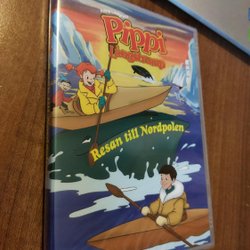 Pippi
Långstrump
Resan till Nordpolen...